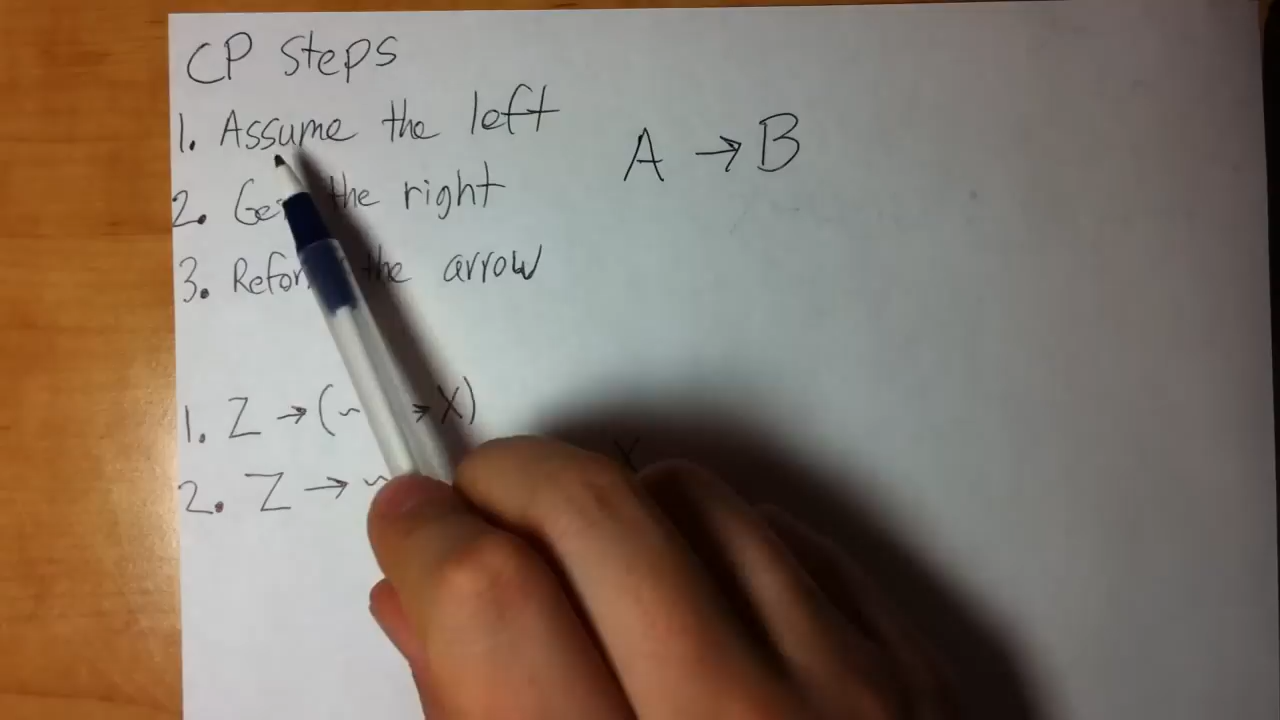 CP steps
1. Assume the left
A → B
2. the right
3. the arrow
1. Z → (~ → X)
2. Z → ~ X